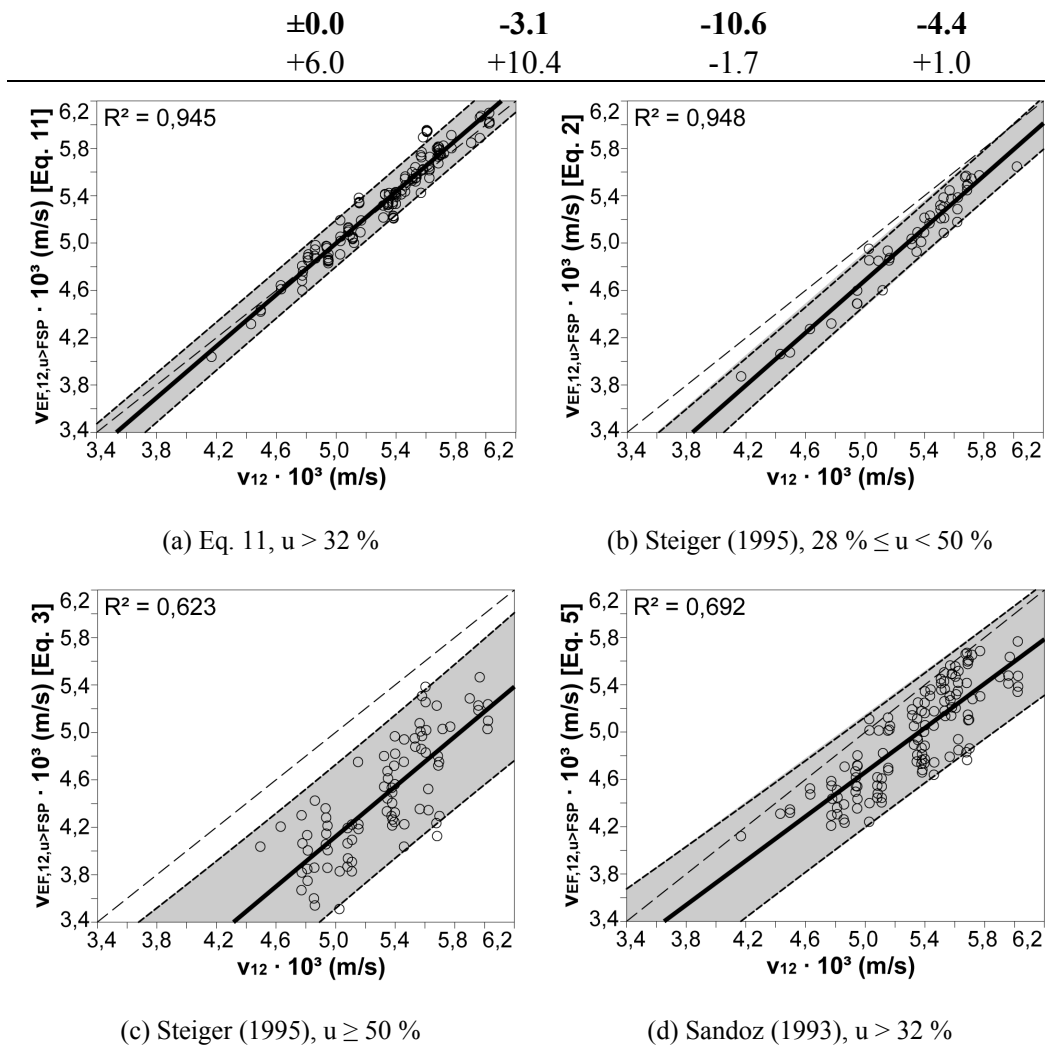 ±0.0 -3.1 -10.6 -4.4
+6.0 +10.4 -1.7 +1.0
R² = 0,945
vEF,12,u>FSP · 10³ (m/s) [Eq. 11]
6,2
5,8
5,4
5,0
4,6
4,2
3,8
3,4
3,4 3,8 4,2 4,6 5,0 5,4 5,8 6,2
v12 · 10³ (m/s)
(a) Eq. 11, u > 32 %
R² = 0,948
vEF,12,u>FSP · 10³ (m/s) [Eq. 2]
6,2
5,8
5,4
5,0
4,6
4,2
3,8
3,4
3,4 3,8 4,2 4,6 5,0 5,4 5,8 6,2
v12 · 10³ (m/s)
(b) Steiger (1995), 28 % ≤ u < 50 %
R² = 0,623
vEF,12,u>FSP · 10³ (m/s) [Eq. 3]
6,2
5,8
5,4
5,0
4,6
4,2
3,8
3,4
3,4 3,8 4,2 4,6 5,0 5,4 5,8 6,2
v12 · 10³ (m/s)
(c) Steiger (1995), u ≥ 50 %
R² = 0,692
vEF,12,u>FSP · 10³ (m/s) [Eq. 5]
6,2
5,8
5,4
5,0
4,6
4,2
3,8
3,4
3,4 3,8 4,2 4,6 5,0 5,4 5,8 6,2
v12 · 10³ (m/s)
(d) Sandoz (1993), u > 32 %